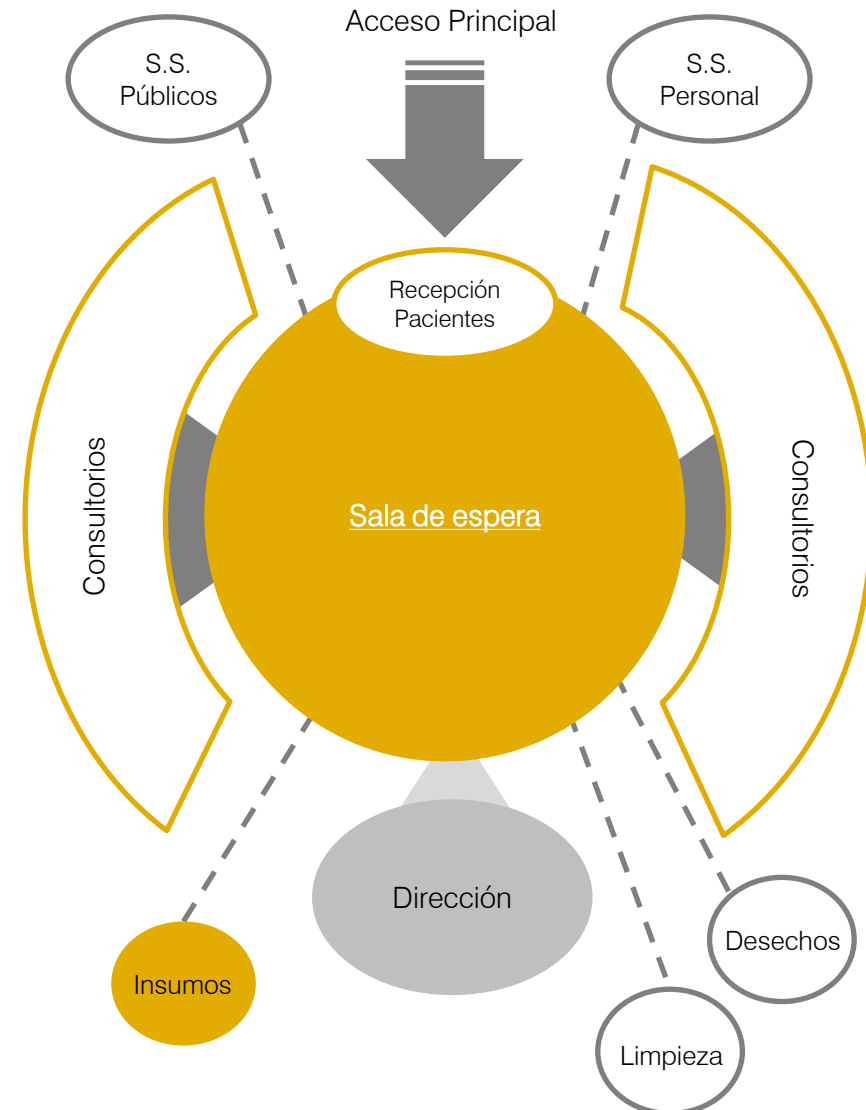 Acceso Principal
S.S.
Públicos
S.S.
Personal
Recepción
Pacientes
Consultorios
Sala de espera
Consultorios
Dirección
Insumos
Desechos
Limpieza